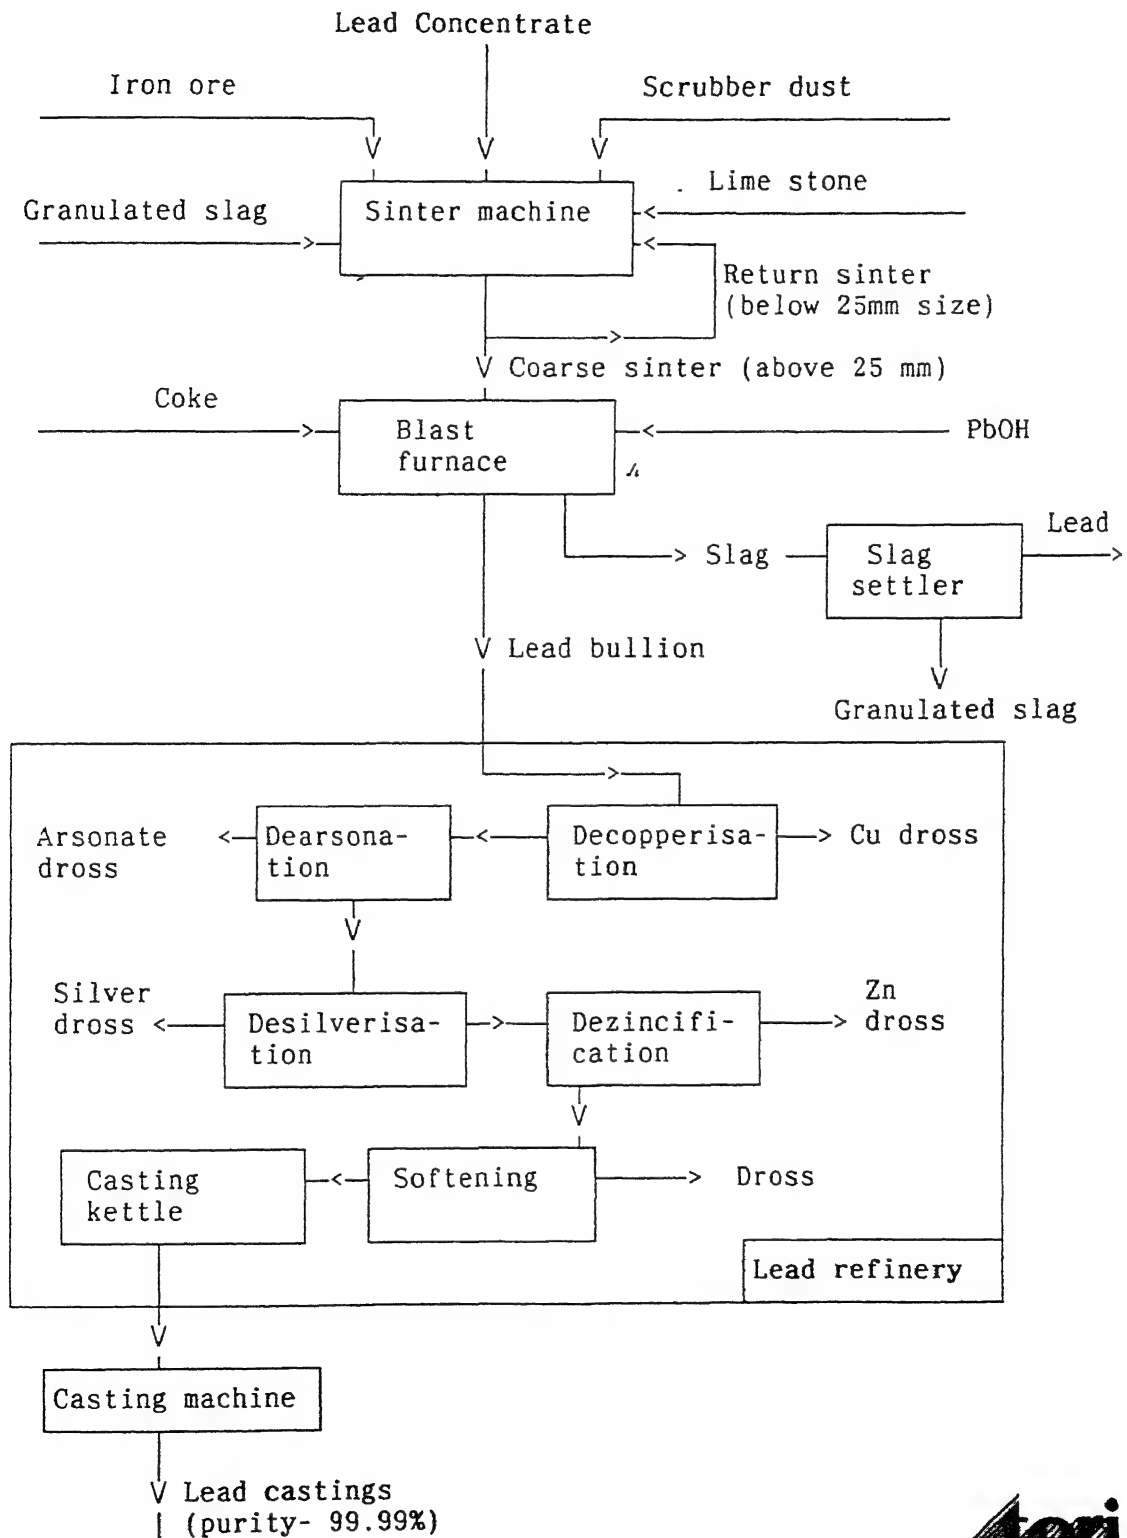 Lead Concentrate
Iron ore
Scrubber dust
Lime stone
Granulated slag
Sinter machine
Return sinter
(below 25mm size)
Coarse sinter (above 25 mm)
Coke
Blast
furnace
PbOH
Lead
Slag
Slag
settler
Lead bullion
Granulated slag
Arsonate
dross
Dearsona-
tion
Decopperisa-
tion
Cu dross
Silver
dross
Desilverisa-
tion
Dezincifi-
cation
Zn
dross
Casting
kettle
Softening
Dross
Lead refinery
Casting machine
Lead castings
(purity- 99.99%)